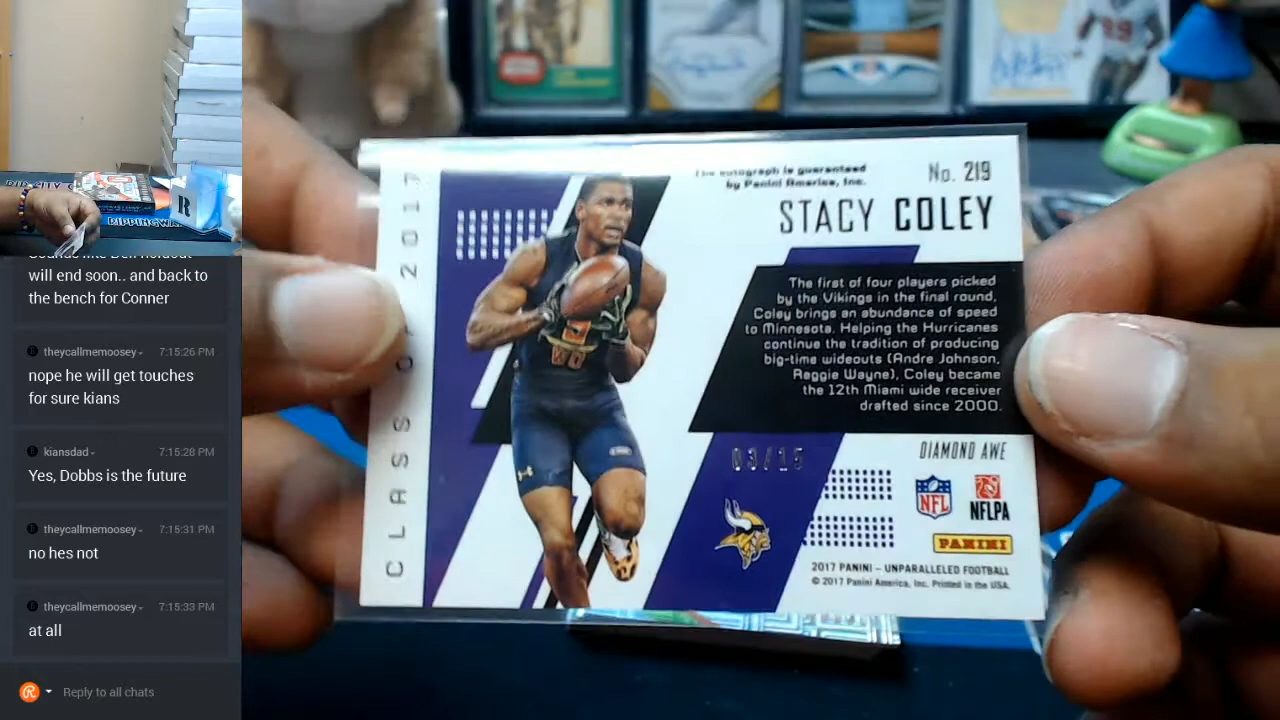 will end soon.. and back to
the bench for Conner
theycallmemoosey 7:15:26 PM
nope he will get touches
for sure kians
kiansdad 7:15:28 PM
Yes, Dobbs is the future
theycallmemoosey 7:15:31 PM
no hes not
theycallmemoosey 7:15:33 PM
at all
Reply to all chats
R
CLASS OF 2017
The autograph is guaranteed
by Panini America, Inc.
No. 219
STACY COLEY
The first of four players picked
by the Vikings in the final round,
Coley brings an abundance of speed
to Minnesota. Helping the Hurricanes
continue the tradition of producing
big-time wideouts (Andre Johnson,
Reggie Wayne), Coley became
the 12th Miami wide receiver
drafted since 2000.
03/15
DIAMOND AWE
NFL
NFLPA
PANINI
2017 PANINI – UNPARALLELED FOOTBALL
© 2017 Panini America, Inc. Printed in the USA.
9
WO
89